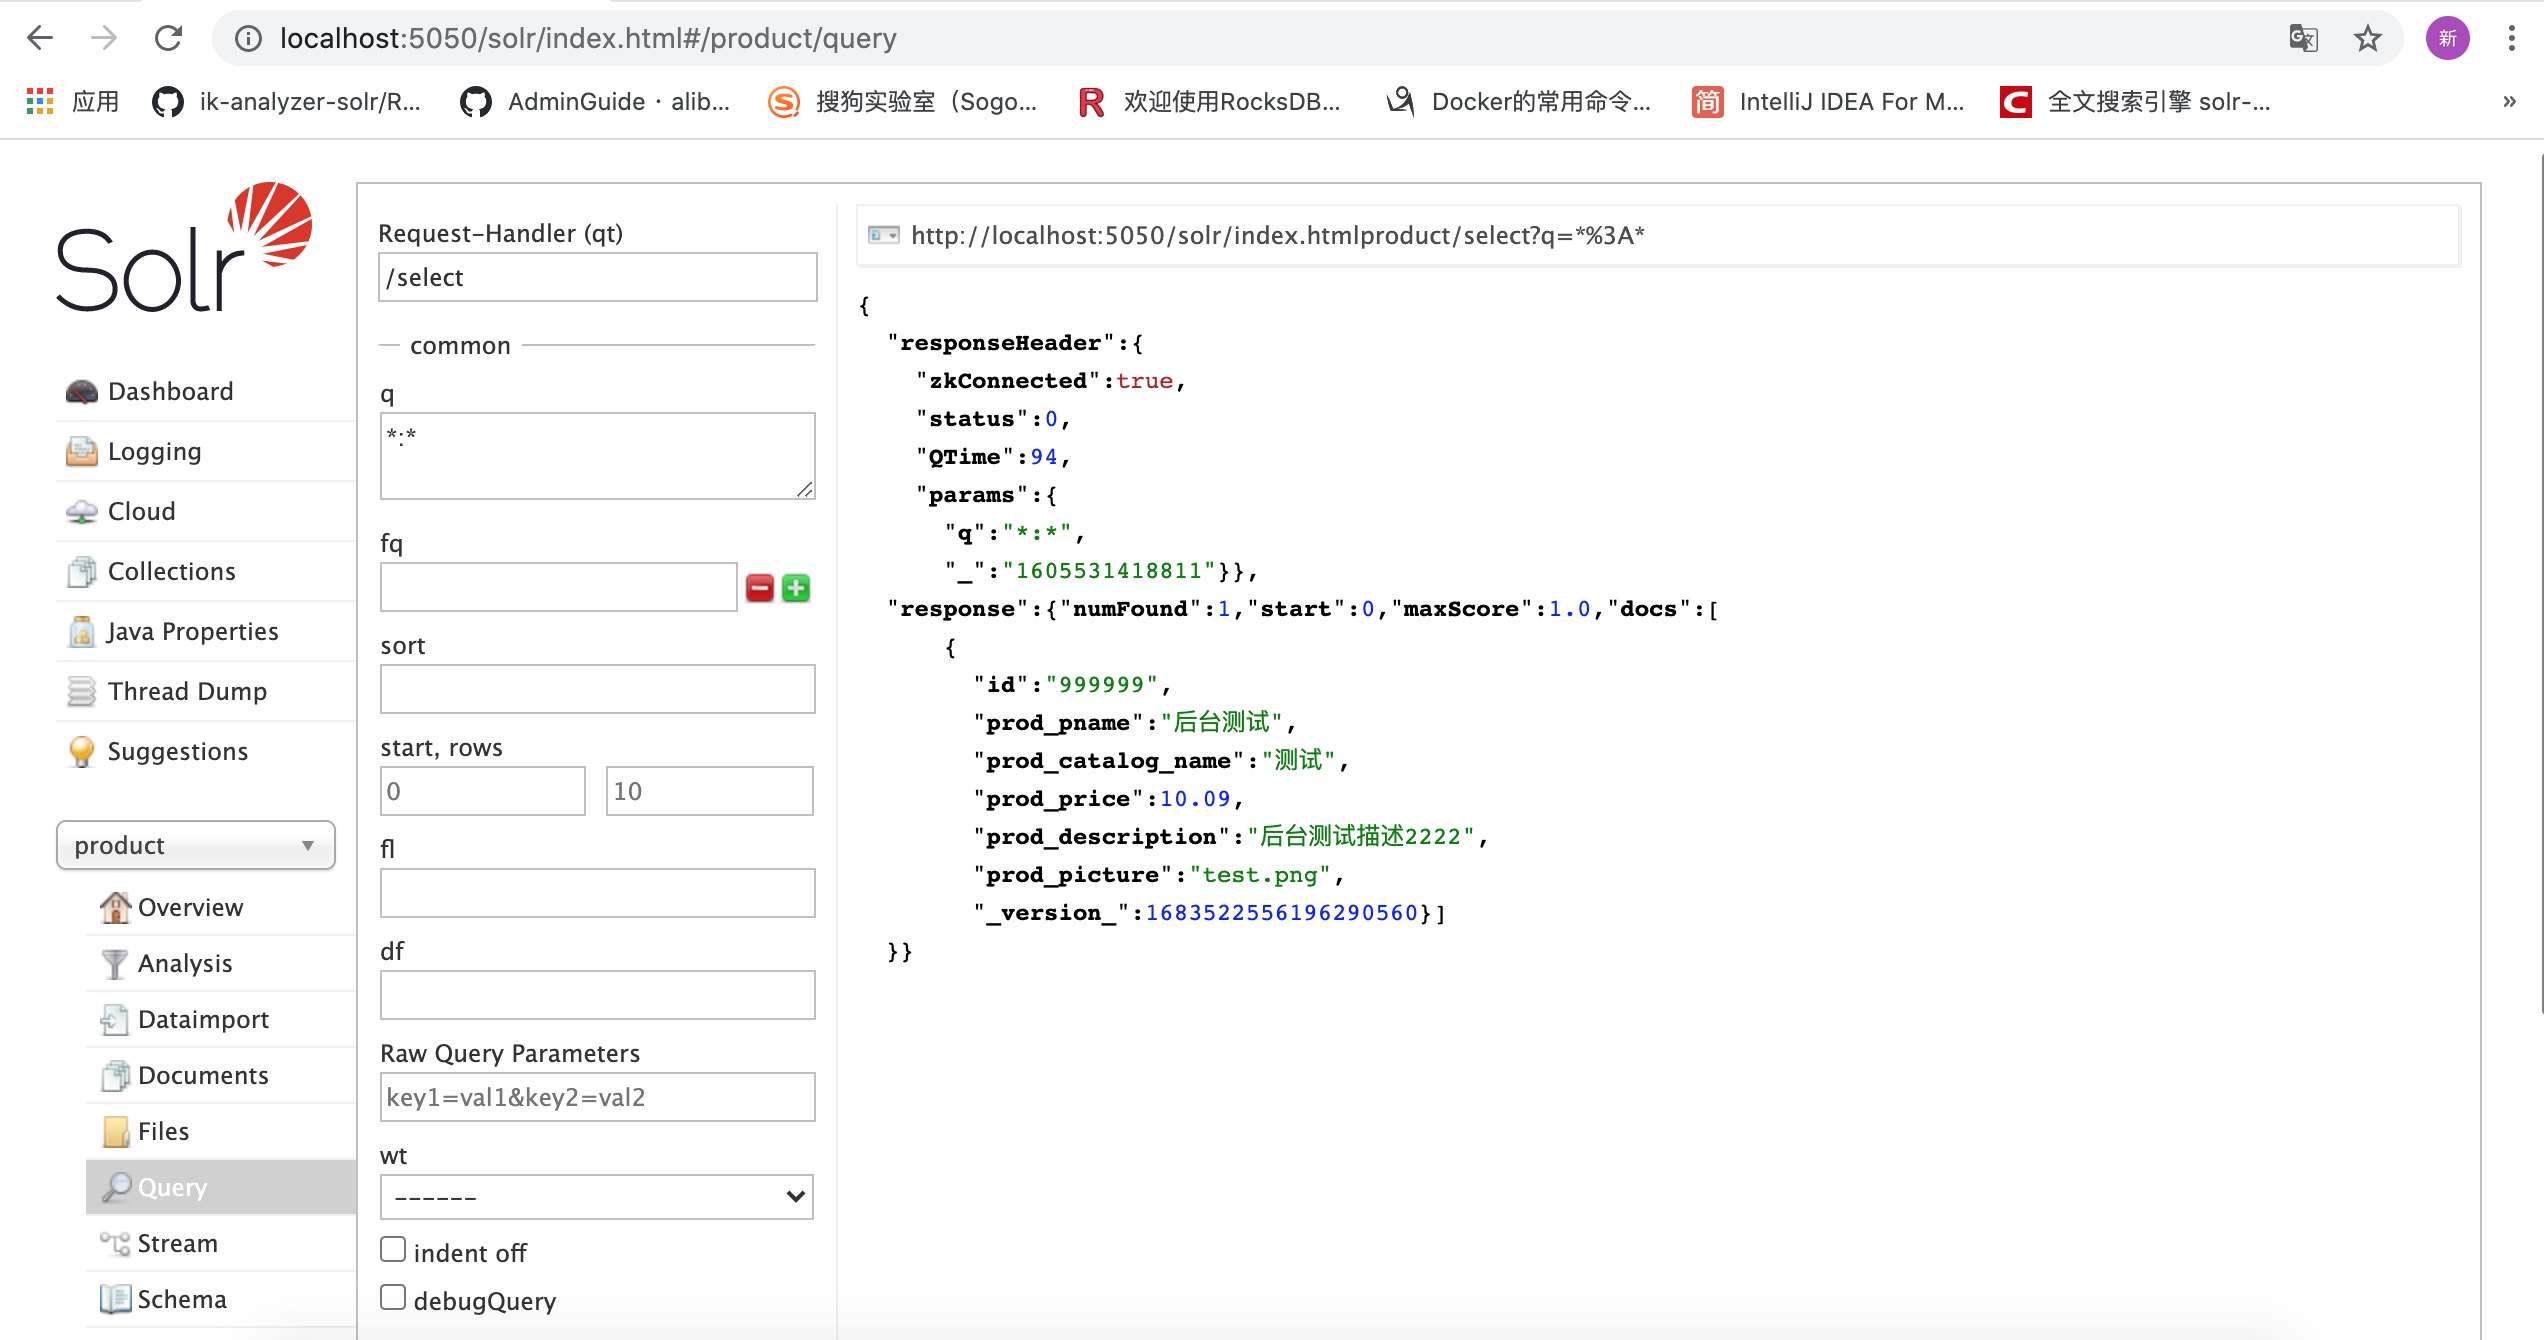 localhost:5050/solr/index.html#/product/query
新
应用
ik-analyzer-solr/R...
AdminGuide · alib...
搜狗实验室（Sogo...
欢迎使用RocksDB...
Docker的常用命令...
简
IntelliJ IDEA For M...
全文搜索引擎 solr-...
»
Solr
Dashboard
Logging
Cloud
Collections
Java Properties
Thread Dump
Suggestions
product
Overview
Analysis
Dataimport
Documents
Files
Query
Stream
Schema
Request-Handler (qt)
/select
common
q
*:*
fq
sort
start, rows
0
10
fl
df
Raw Query Parameters
key1=val1&key2=val2
wt
------
indent off
debugQuery
http://localhost:5050/solr/index.htmlproduct/select?q=*%3A*
{
"responseHeader":{
"zkConnected":true,
"status":0,
"QTime":94,
"params":{
"q":"*:*",
"_":"1605531418811"}},
"response":{"numFound":1,"start":0,"maxScore":1.0,"docs":[
{
"id":"999999",
"prod_pname":"后台测试",
"prod_catalog_name":"测试",
"prod_price":10.09,
"prod_description":"后台测试描述2222",
"prod_picture":"test.png",
"_version_":1683522556196290560}]
}}